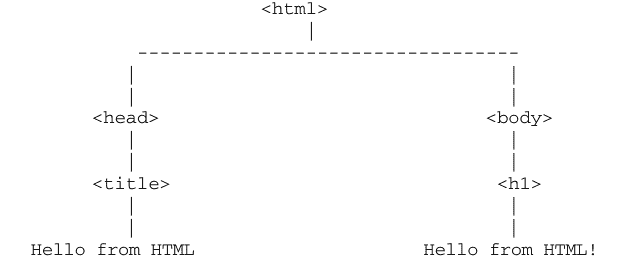 <html>
<head> <body>
<title> <h1>
Hello from HTML Hello from HTML!